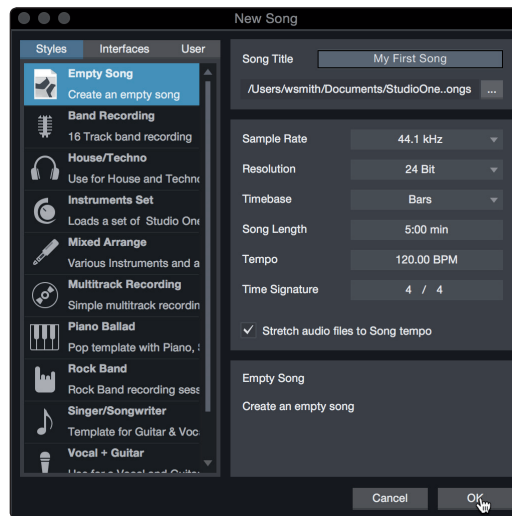 New Song
Styles Interfaces User
Empty Song
Create an empty song
Band Recording
16 Track band recording
House/Techno
Use for House and Techno
Instruments Set
Loads a set of Studio One
Mixed Arrange
Various Instruments and a
Multitrack Recording
Simple multitrack recordin
Piano Ballad
Pop template with Piano,
Rock Band
Rock Band recording sess
Singer/Songwriter
Template for Guitar & Voc
Vocal + Guitar
Song Title My First Song
/Users/wsmith/Documents/StudioOne..ongs ...
Sample Rate 44.1 kHz
Resolution 24 Bit
Timebase Bars
Song Length 5:00 min
Tempo 120.00 BPM
Time Signature 4 / 4
Stretch audio files to Song tempo
Empty Song
Create an empty song
Cancel OK